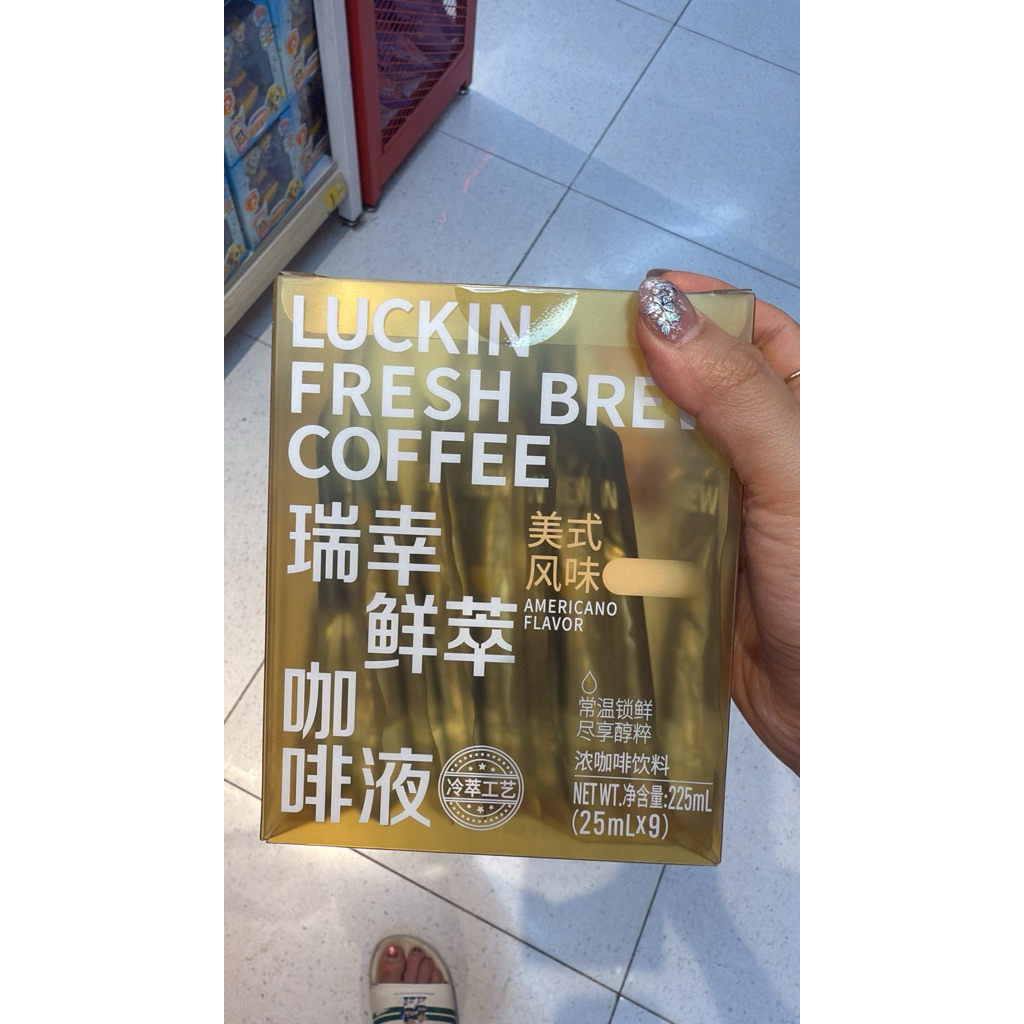 LUCKIN
FRESH BREW
COFFEE
瑞幸
鲜萃
咖
啡液
美式
风味
AMERICANO
FLAVOR
冷萃工艺
常温锁鲜
尽享醇粹
浓咖啡饮料
NET WT.净含量:225mL
(25mLX9)